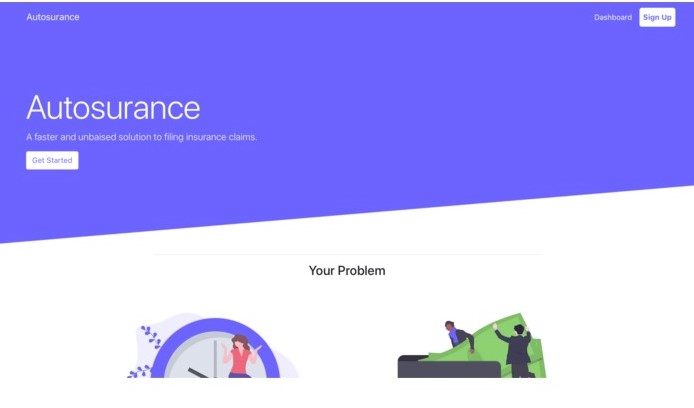 Autosurance
Dashboard
Sign Up
Autosurance
A faster and unbaised solution to filing insurance claims.
Get Started
Your Problem